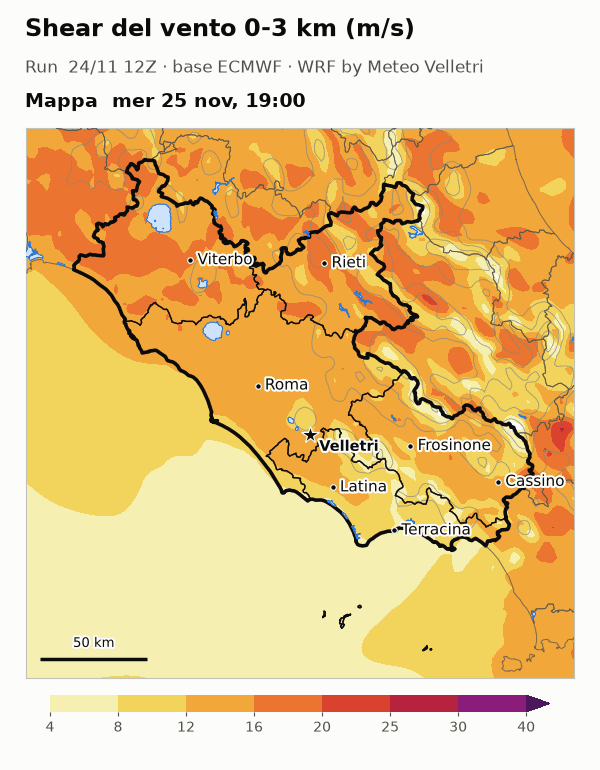 Shear del vento 0-3 km (m/s)
Run  24/11 12Z · base ECMWF · WRF by Meteo Velletri
Mappa  mer 25 nov, 19:00
Viterbo
Rieti
Roma
Velletri
Frosinone
Cassino
Latina
Terracina
50 km
4 8 12 16 20 25 30 40